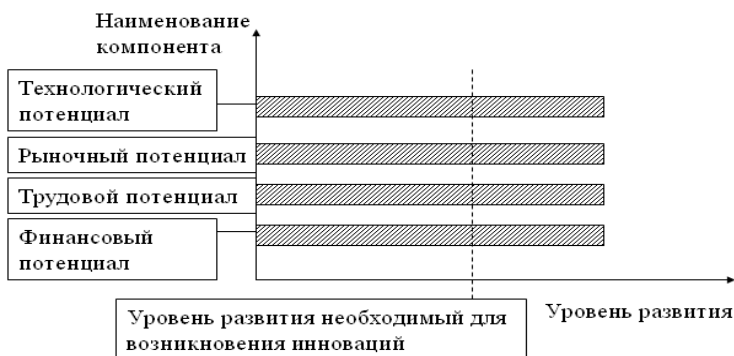 Наименование
компонента
Технологический
потенциал
Рыночный потенциал
Трудовой потенциал
Финансовый
потенциал
Уровень развития необходимый для
возникновения инноваций
Уровень развития